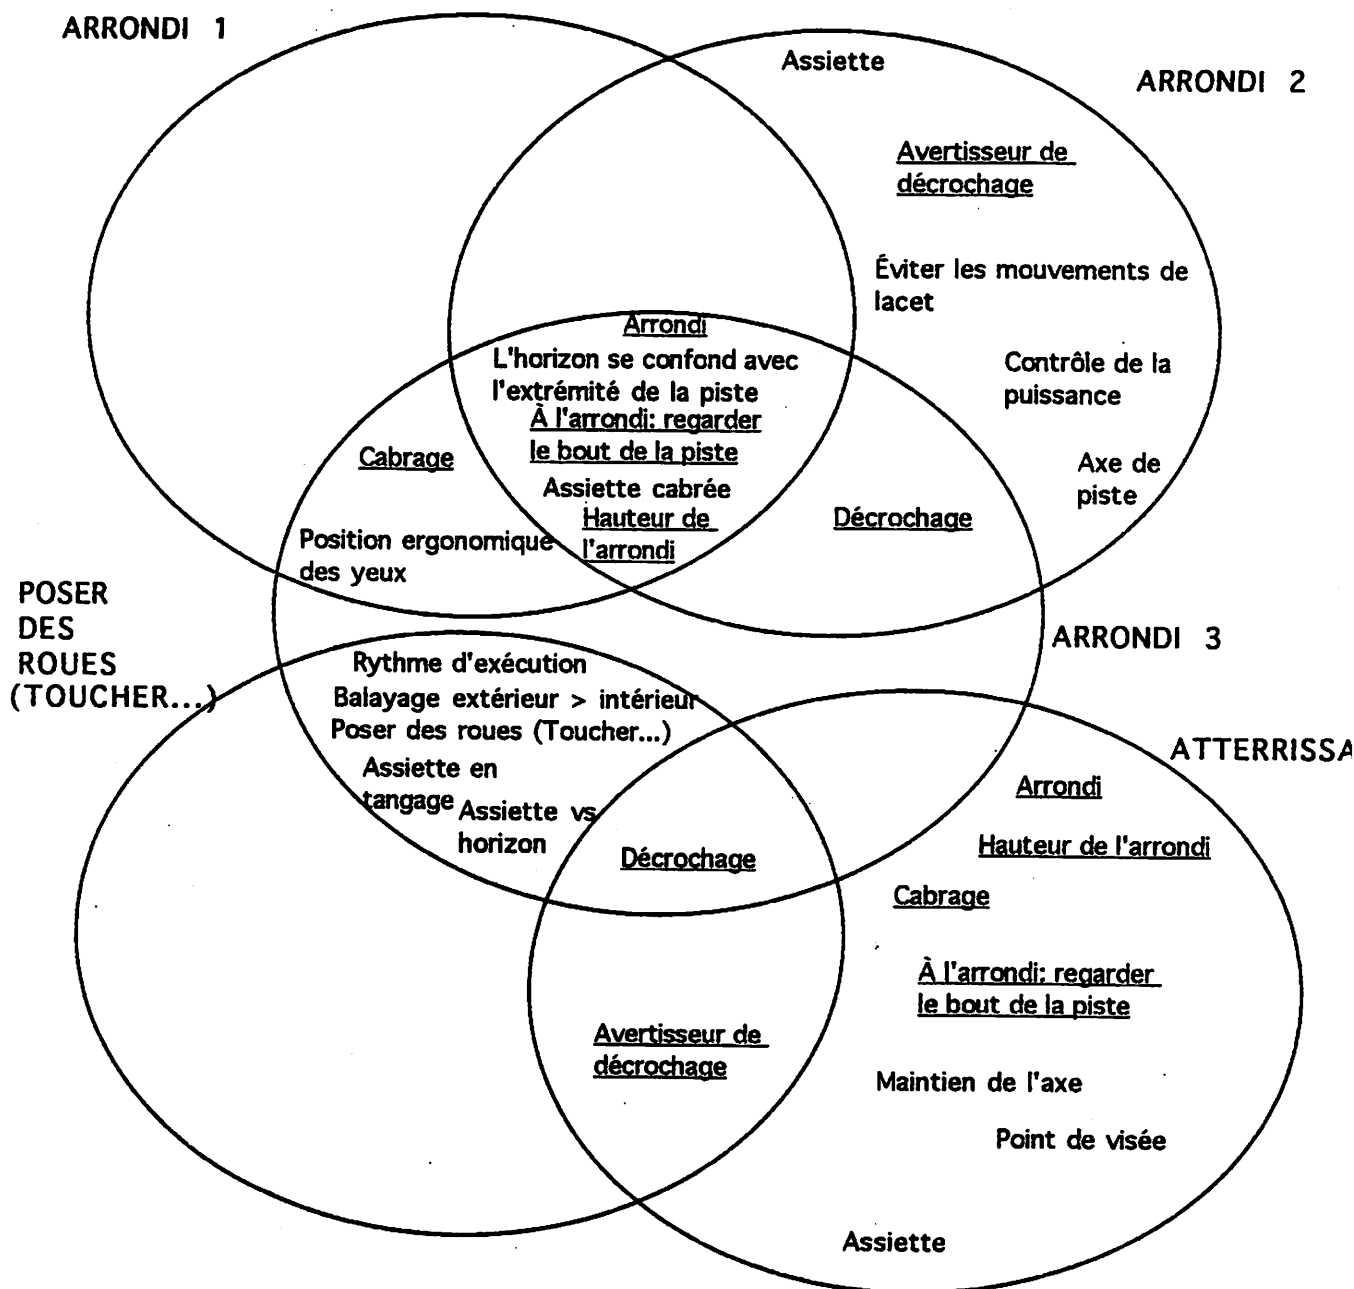 ARRONDI 1
Assiette
ARRONDI 2
Avertisseur de
décrochage
Éviter les mouvements de
lacet
Arrondi
L'horizon se confond avec
l'extrémité de la piste
À l'arrondi: regarder
le bout de la piste
Assiette cabrée
Hauteur de
l'arrondi
Contrôle de la
puissance
Axe de
piste
Cabrage
Décrochage
Position ergonomique
des yeux
POSER
DES
ROUES
(TOUCHER...)
ARRONDI 3
Rythme d'exécution
Balayage extérieur > intérieur
Poser des roues (Toucher...)
Assiette en
tangage
Assiette vs
horizon
Décrochage
ATTERRISSA
Arrondi
Hauteur de l'arrondi
Cabrage
À l'arrondi: regarder
le bout de la piste
Avertisseur de
décrochage
Maintien de l'axe
Point de visée
Assiette